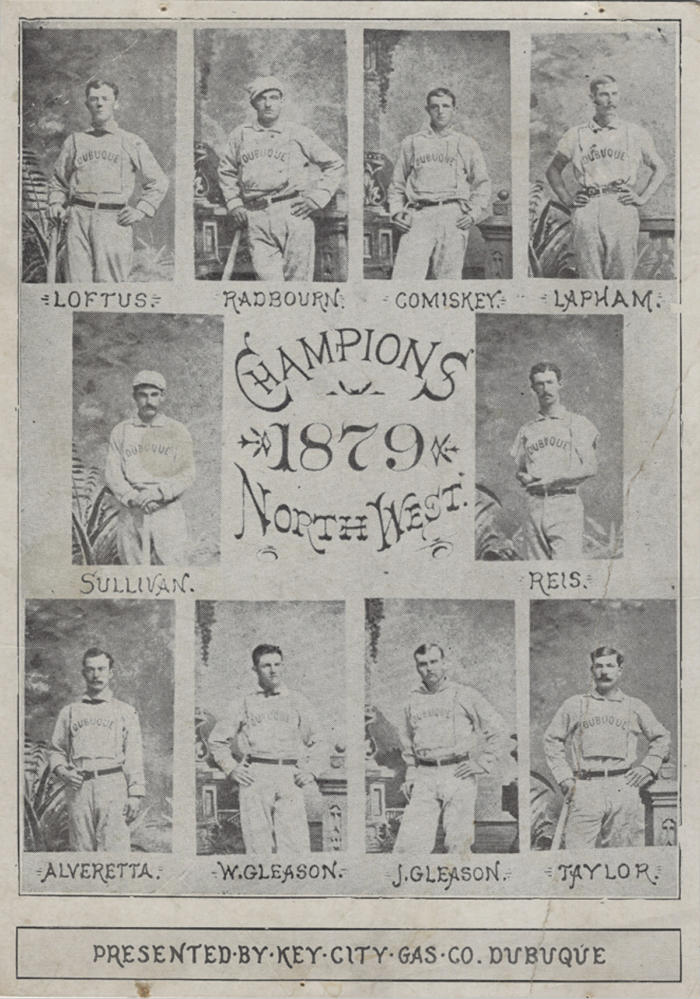 DUBUQUE DUBUQUE DUBUQUE DUBUQUE
=LOFTUS.= RADBOURN. =COMISKEY.= =LAPHAM.=
CHAMPIONS
1879
NORTH WEST.
DUBUQUE DUBUQUE
SULLIVAN. REIS.
DUBUQUE DUBUQUE DUBUQUE DUBUQUE
=ALVERETTA.= =W.GLEASON.= J.GLEASON.= =TAYLOR.=
PRESENTED·BY·KEY·CITY·GAS·CO. DUBUQUE